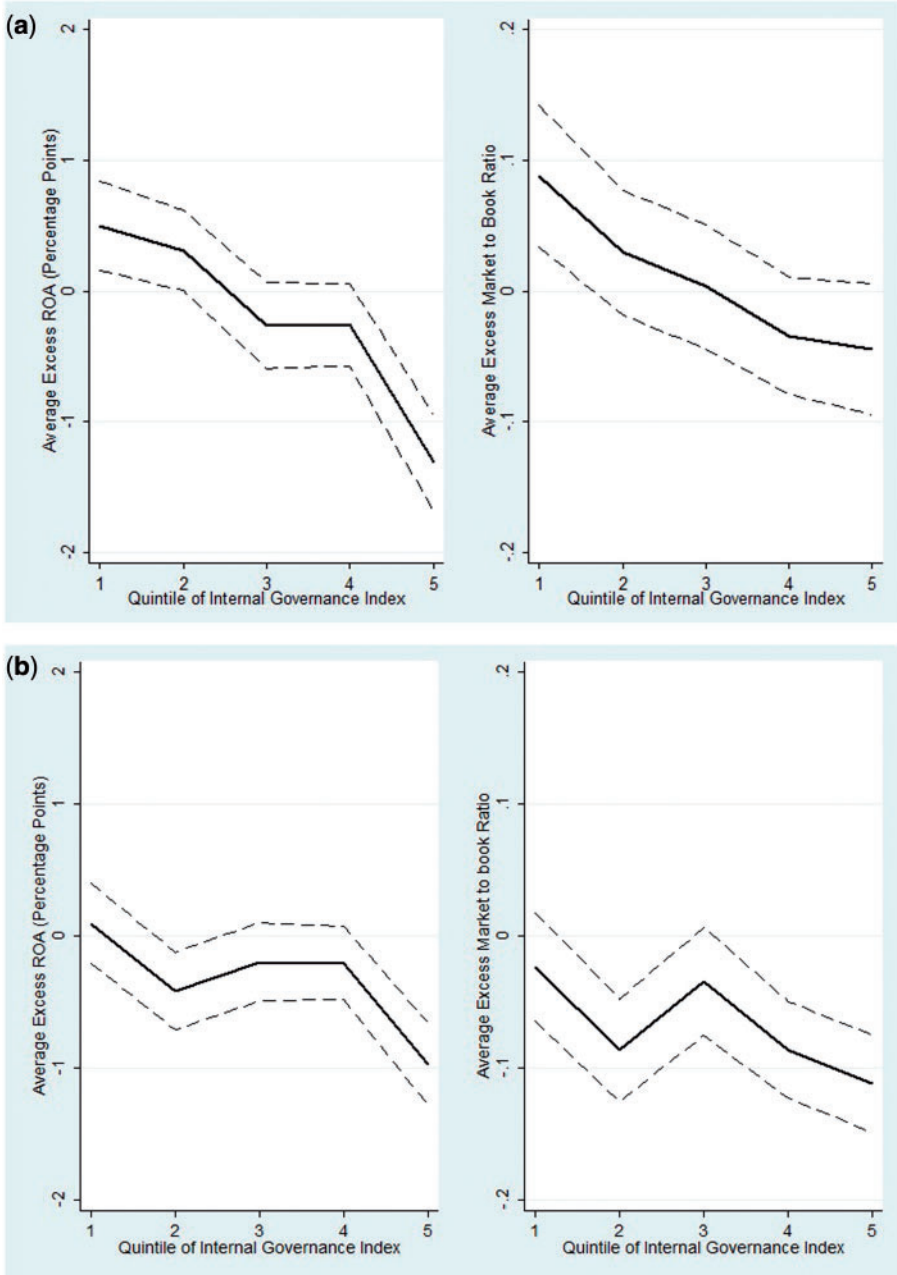 (a)
Average Excess ROA (Percentage Points)
2
1
0
-1
-2
1 2 3 4 5
Quintile of Internal Governance Index
Average Excess Market to Book Ratio
.2
.1
0
-.1
-.2
1 2 3 4 5
Quintile of Internal Governance Index
(b)
Average Excess ROA (Percentage Points)
2
1
0
-1
-2
1 2 3 4 5
Quintile of Internal Governance Index
Average Excess Market to book Ratio
.2
.1
0
-.1
-.2
1 2 3 4 5
Quintile of Internal Governance Index